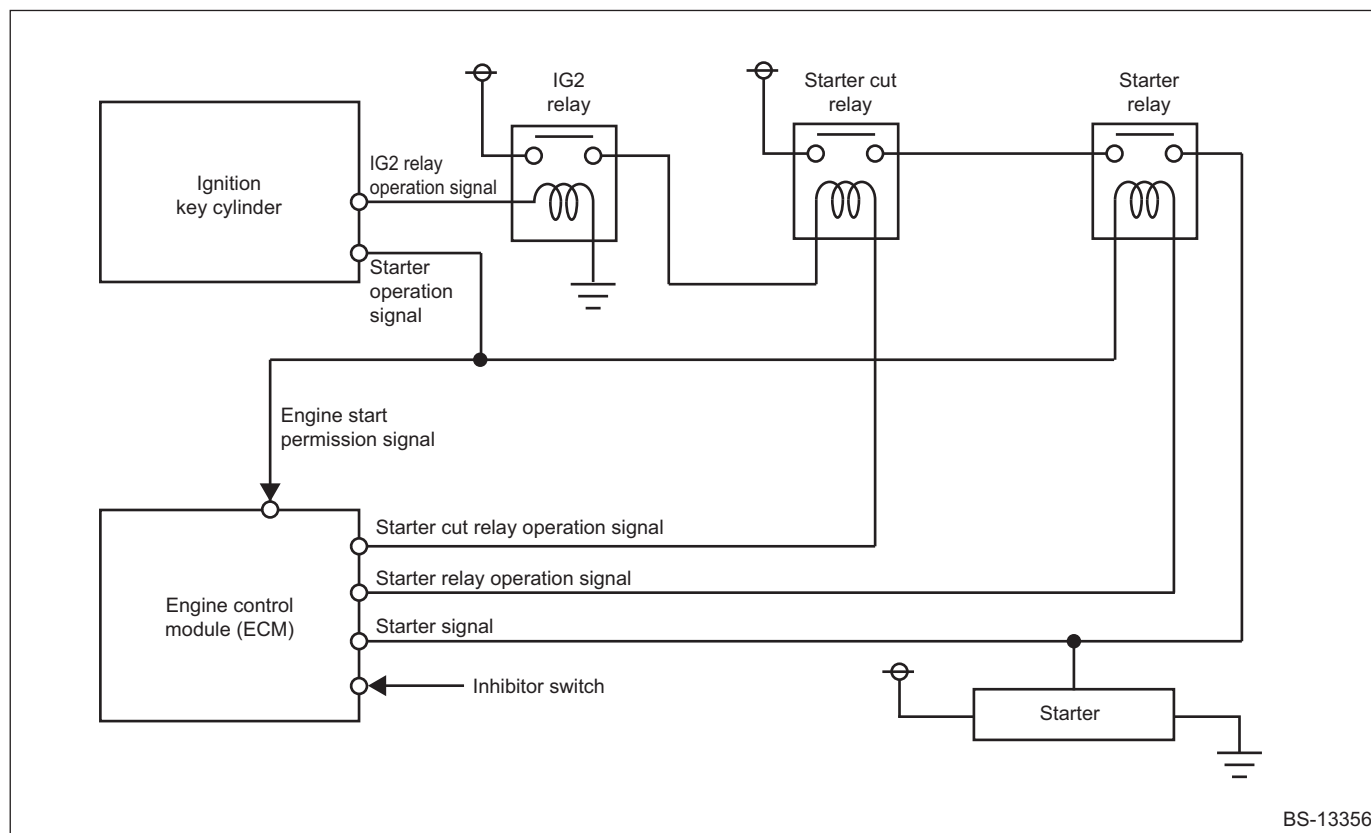 IG2
relay
Starter cut
relay
Starter
relay
Ignition
key cylinder
IG2 relay
operation signal
Starter
operation
signal
Engine start
permission signal
Engine control
module (ECM)
Starter cut relay operation signal
Starter relay operation signal
Starter signal
Inhibitor switch
Starter
BS-13356